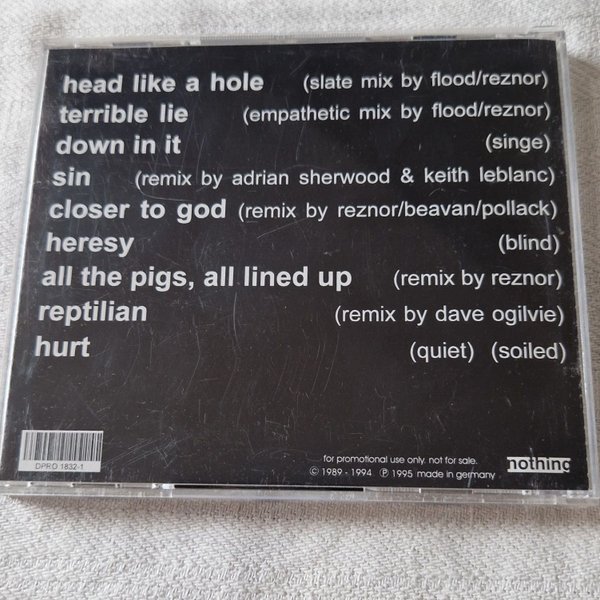 head like a hole (slate mix by flood/reznor)
terrible lie (empathetic mix by flood/reznor)
down in it (singe)
sin (remix by adrian sherwood & keith leblanc)
closer to god (remix by reznor/beavan/pollack)
heresy (blind)
all the pigs, all lined up (remix by reznor)
reptilian (remix by dave ogilvie)
hurt (quiet) (soiled)
DPRO 1832-1
for promotional use only. not for sale.
© 1989 - 1994 ℗ 1995 made in germany
nothing